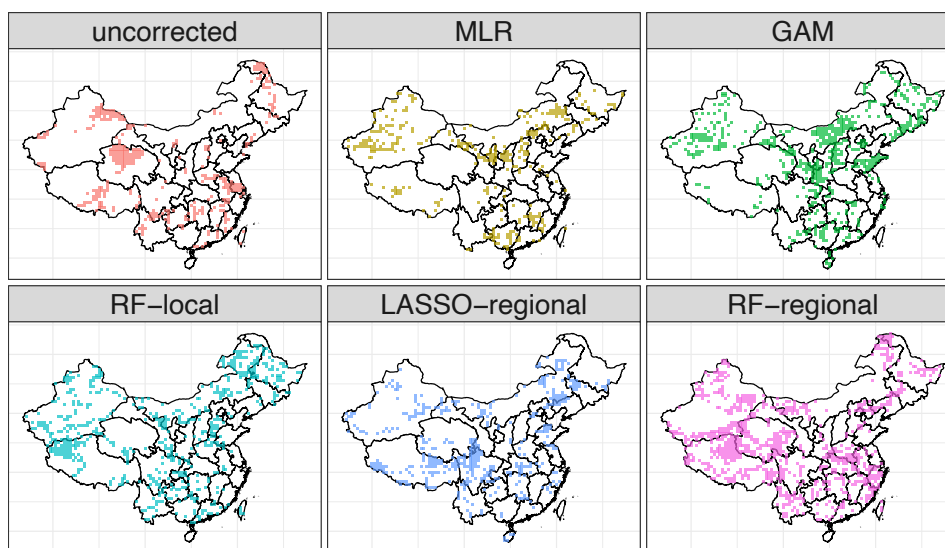 uncorrected
MLR
GAM
RF-local
LASSO-regional
RF-regional